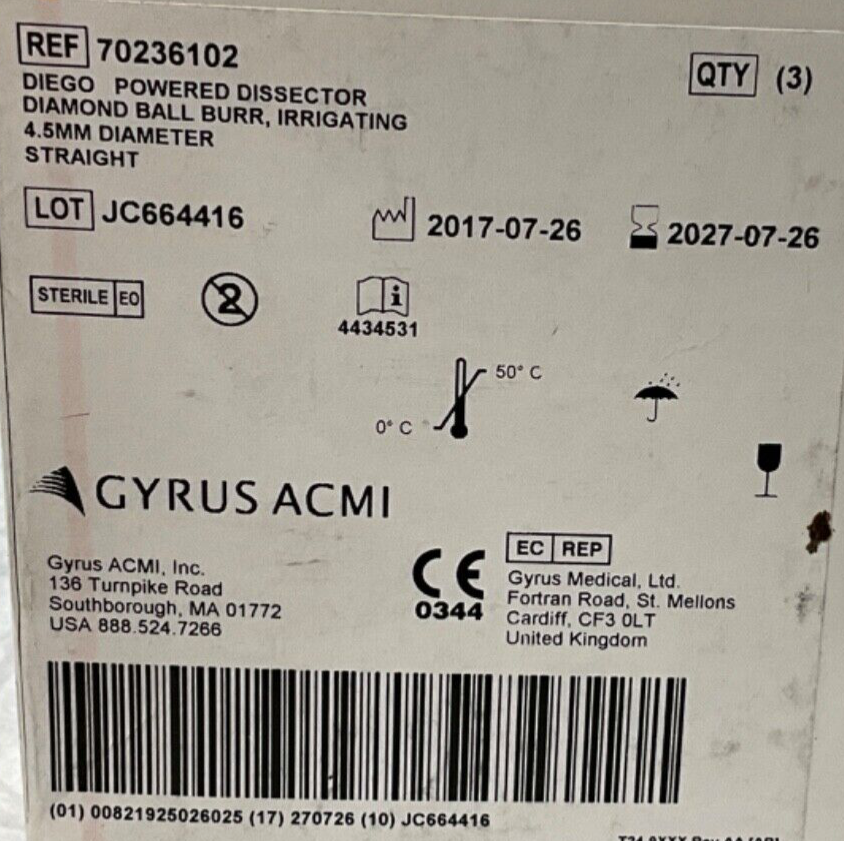 REF 70236102
QTY (3)
DIEGO POWERED DISSECTOR
DIAMOND BALL BURR, IRRIGATING
4.5MM DIAMETER
STRAIGHT
LOT JC664416
2017-07-26
2027-07-26
STERILE EO
2
i
4434531
50° C
0° C
GYRUS ACMI
Gyrus ACMI, Inc.
136 Turnpike Road
Southborough, MA 01772
USA 888.524.7266
CE
0344
EC REP
Gyrus Medical, Ltd.
Fortran Road, St. Mellons
Cardiff, CF3 0LT
United Kingdom
(01) 00821925026025 (17) 270726 (10) JC664416